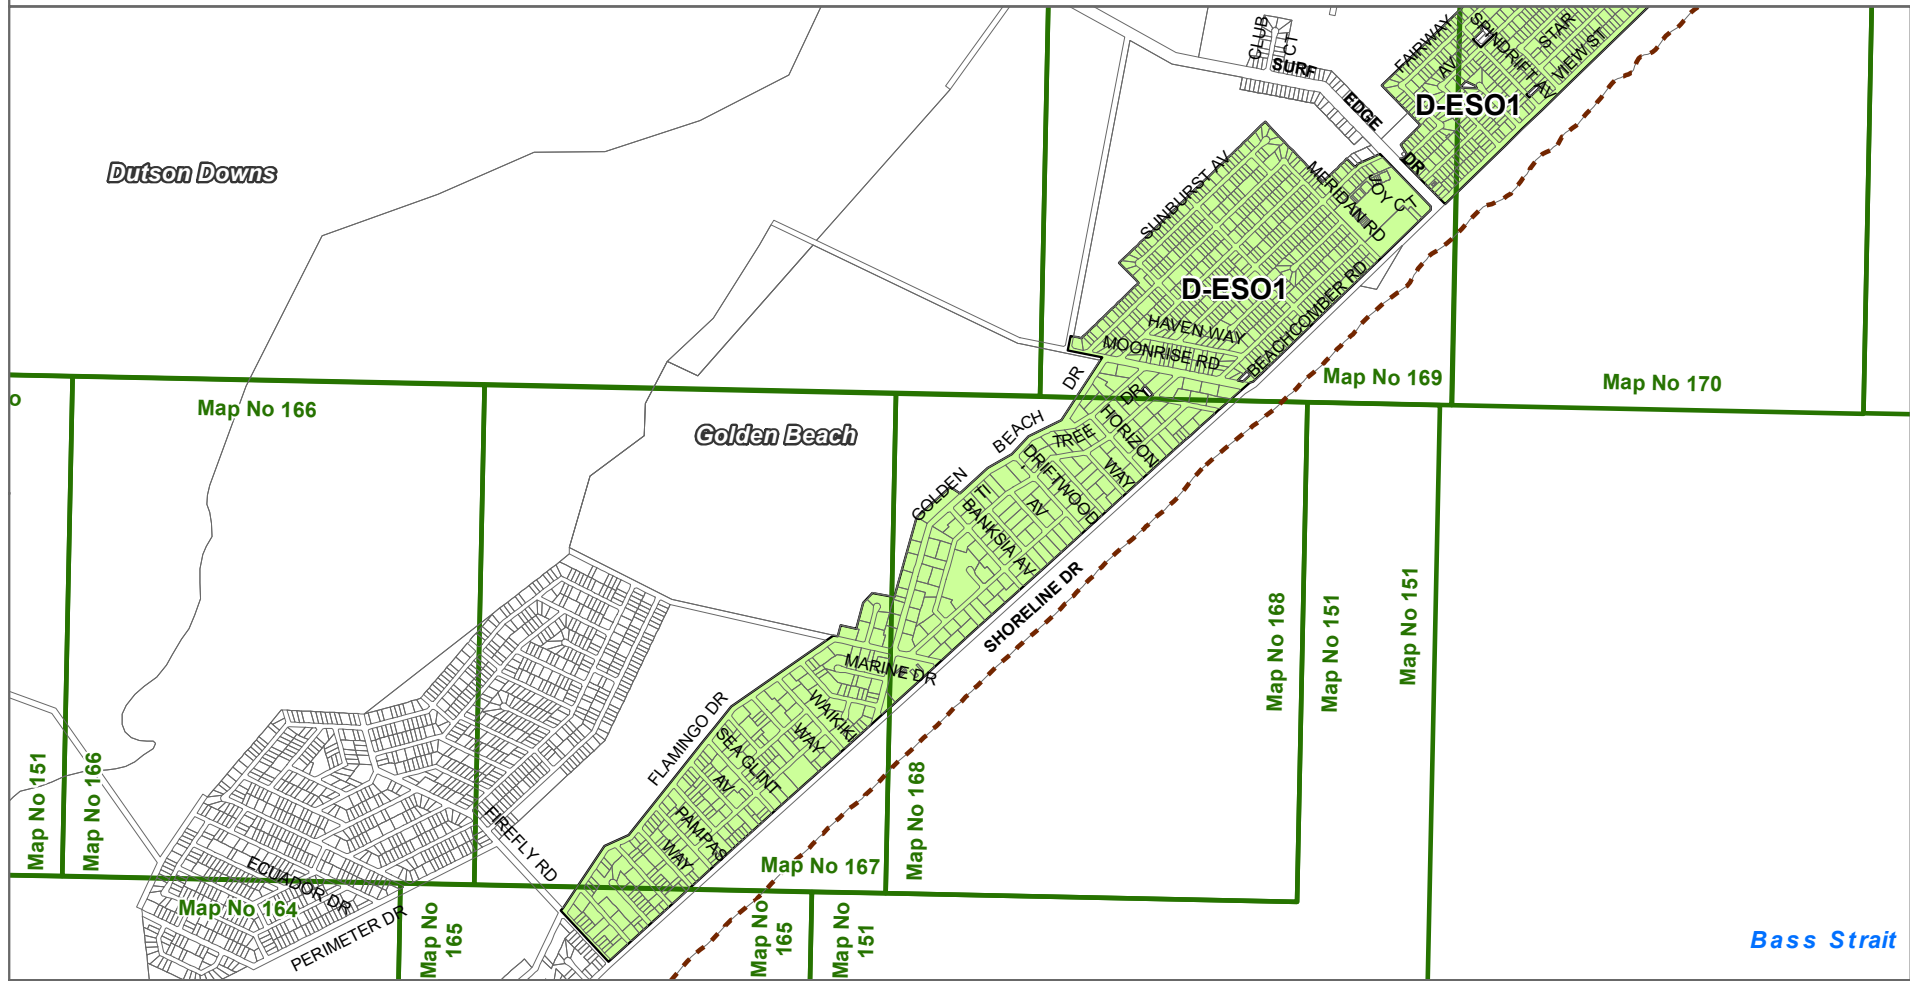 CLUB
CT
SURF
EDGE
DR
FAIRWAY
AV
SPINDRIFT AV
STAR
VIEW ST
D-ESO1
Dutson Downs
SUNBURST AV
MERIDAN RD
JOY CT
D-ESO1
HAVEN WAY
MOONRISE RD
BEACHCOMBER RD
Map No 169
Map No 170
o
Map No 166
Golden Beach
GOLDEN
BEACH
DR
TI
TREE
DR
HORIZON
WAY
DRIFTWOOD
AV
BANKSIA AV
SHORELINE DR
Map No 168
Map No 151
Map No 151
MARINE DR
WAIKIKI
WAY
FLAMINGO DR
SEA GLINT
AV
PAMPAS
WAY
FIREFLY RD
Map No 151
Map No 166
Map No 167
Map No 168
ECUADOR DR
Map No 164
PERIMETER DR
Map No
165
Map No
165
Map No
151
Bass Strait